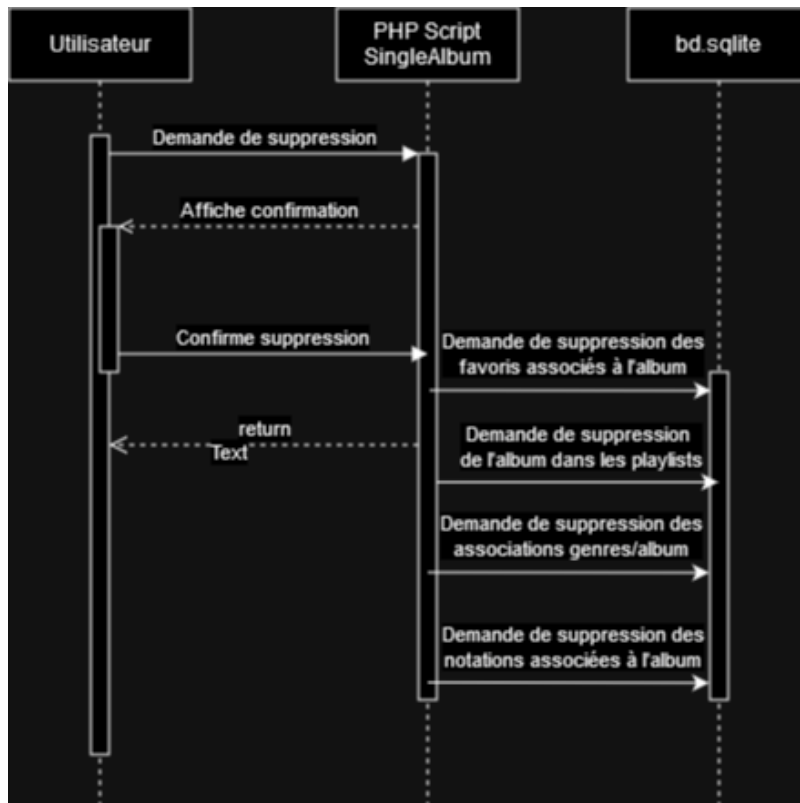 Utilisateur
PHP Script
SingleAlbum
bd.sqlite
Demande de suppression
Affiche confirmation
Confirme suppression
Demande de suppression des
favoris associés à l'album
return
Text
Demande de suppression
de l'album dans les playlists
Demande de suppression des
associations genres/album
Demande de suppression des
notations associées à l'album